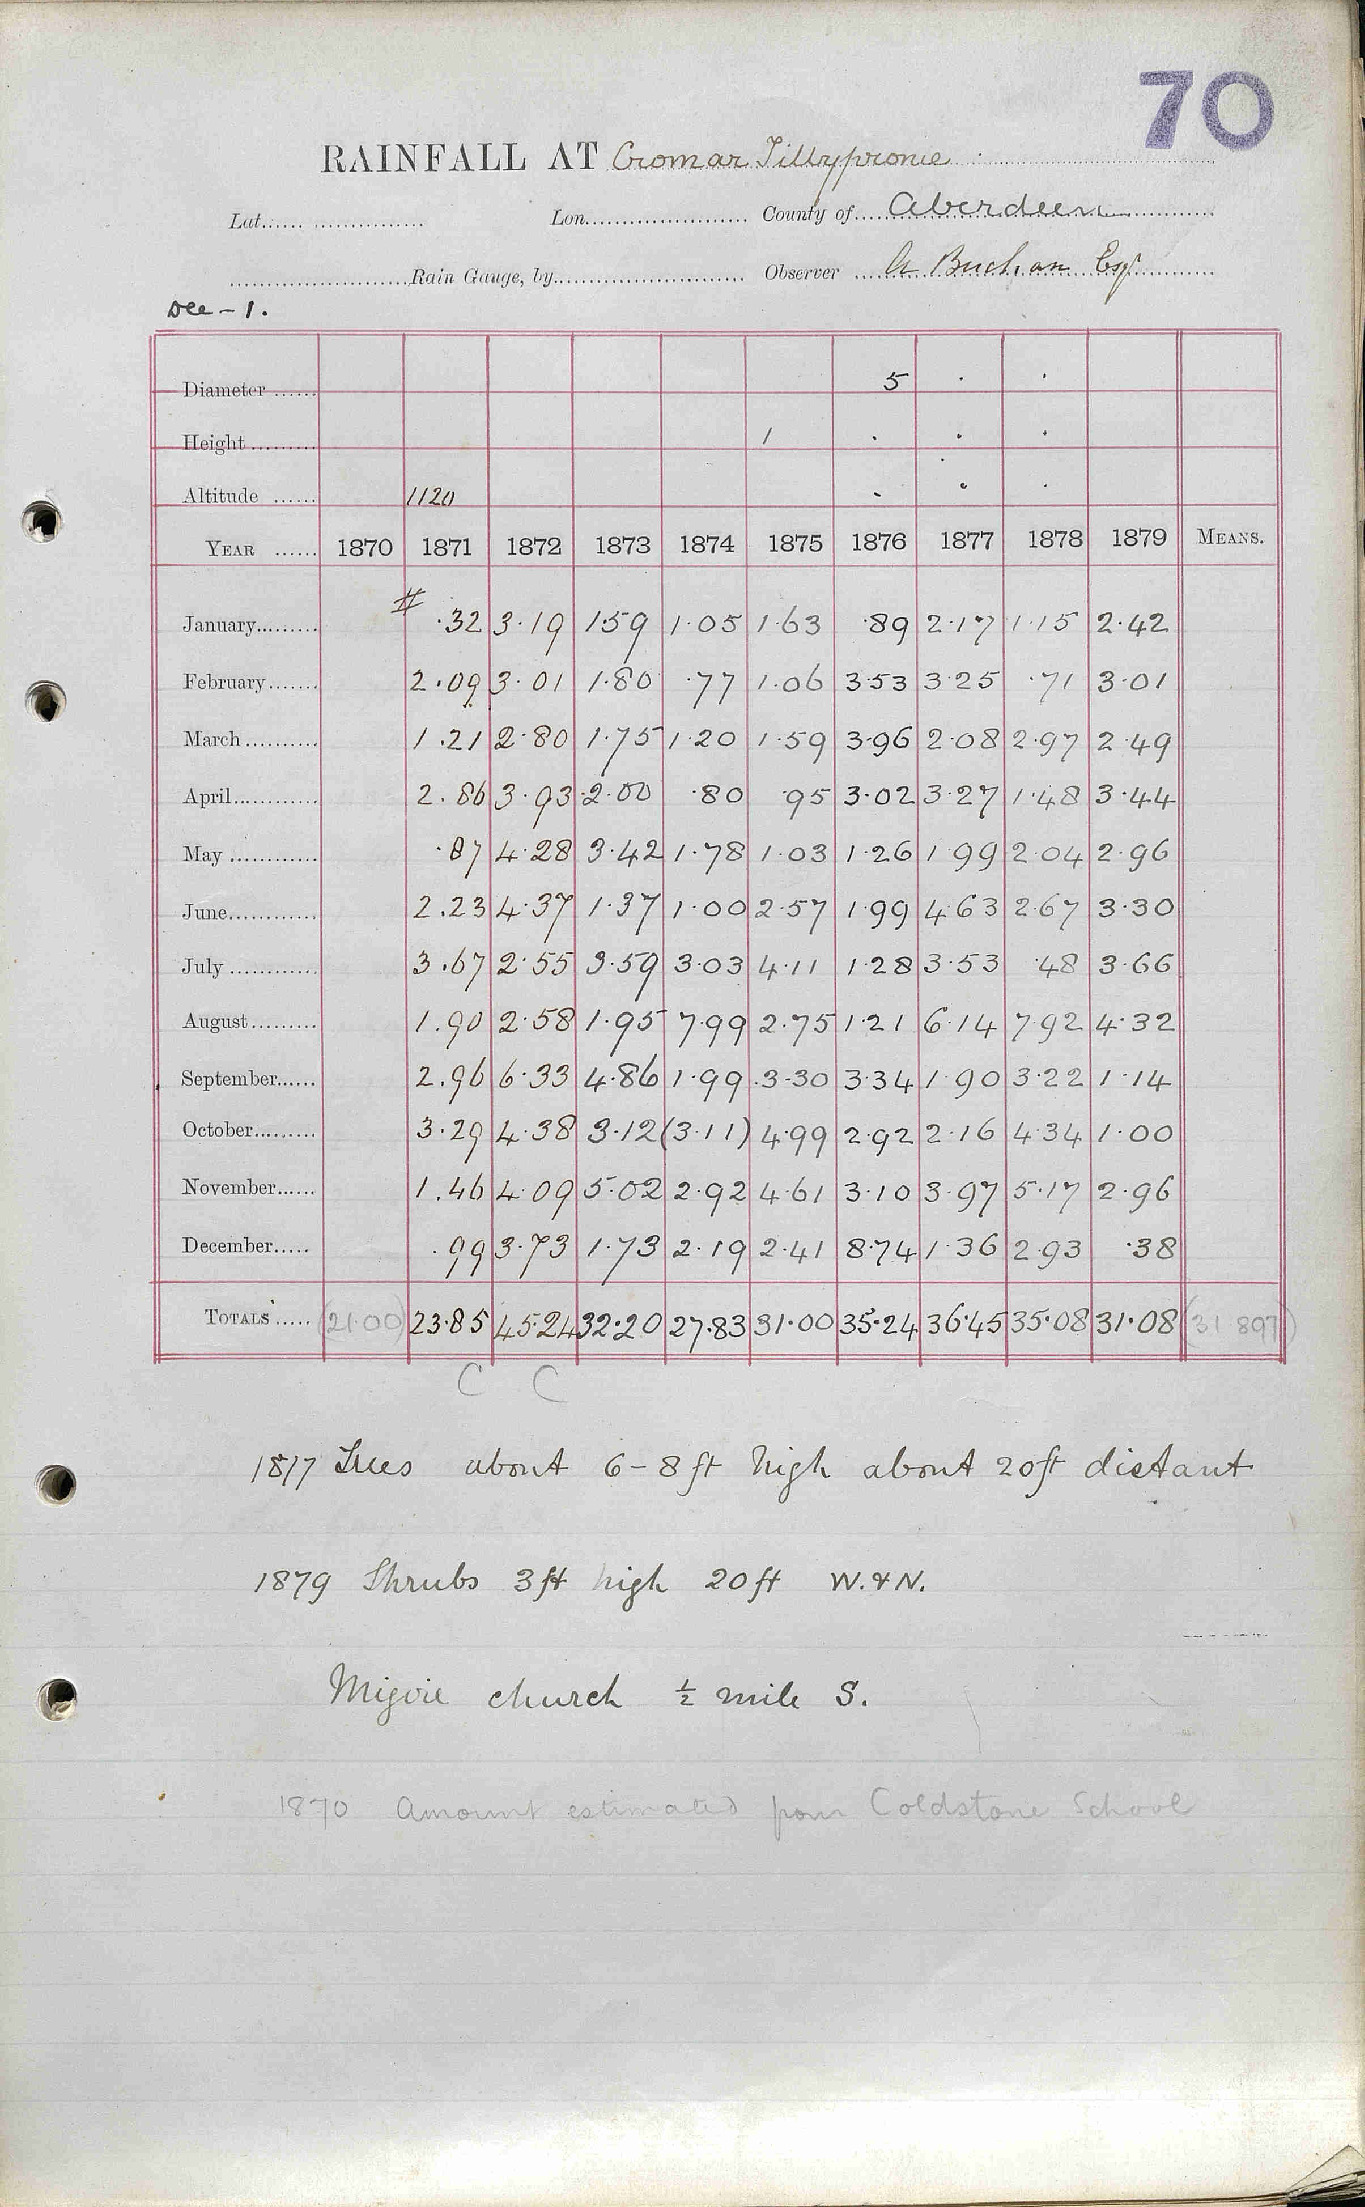 70
RAINFALL AT Cromar Tillypronie
Lat. Lon. County of Aberdeen
Rain Gauge, by Observer A Buchan Esq
Dee - 1.
Diameter 5 . .
Height 1 . . .
Altitude 1120 . . .
YEAR 1870 1871 1872 1873 1874 1875 1876 1877 1878 1879 MEANS.
January # .32 3.19 1.59 1.05 1.63 .89 2.17 1.15 2.42
February 2.09 3.01 1.80 .77 1.06 3.53 3.25 .71 3.01
March 1.21 2.80 1.75 1.20 1.59 3.96 2.08 2.97 2.49
April 2.86 3.93 2.00 .80 .95 3.02 3.27 1.48 3.44
May .87 4.28 3.42 1.78 1.03 1.26 1.99 2.04 2.96
June 2.23 4.37 1.37 1.00 2.57 1.99 4.63 2.67 3.30
July 3.67 2.55 3.59 3.03 4.11 1.28 3.53 .48 3.66
August 1.90 2.58 1.95 7.99 2.75 1.21 6.14 7.92 4.32
September 2.96 6.33 4.86 1.99 3.30 3.34 1.90 3.22 1.14
October 3.29 4.38 3.12 (3.11) 4.99 2.92 2.16 4.34 1.00
November 1.46 4.09 5.02 2.92 4.61 3.10 3.97 5.17 2.96
December .99 3.73 1.73 2.19 2.41 8.74 1.36 2.93 .38
TOTALS (21.00) 23.85 45.24 32.20 27.83 31.00 35.24 36.45 35.08 31.08 (31 897)
C C
1877 Trees about 6-8 ft high about 20ft distant
1879 Shrubs 3ft high 20ft W. & N.
Migvie church ½ mile S.
1870 Amount estimated from Coldstone School